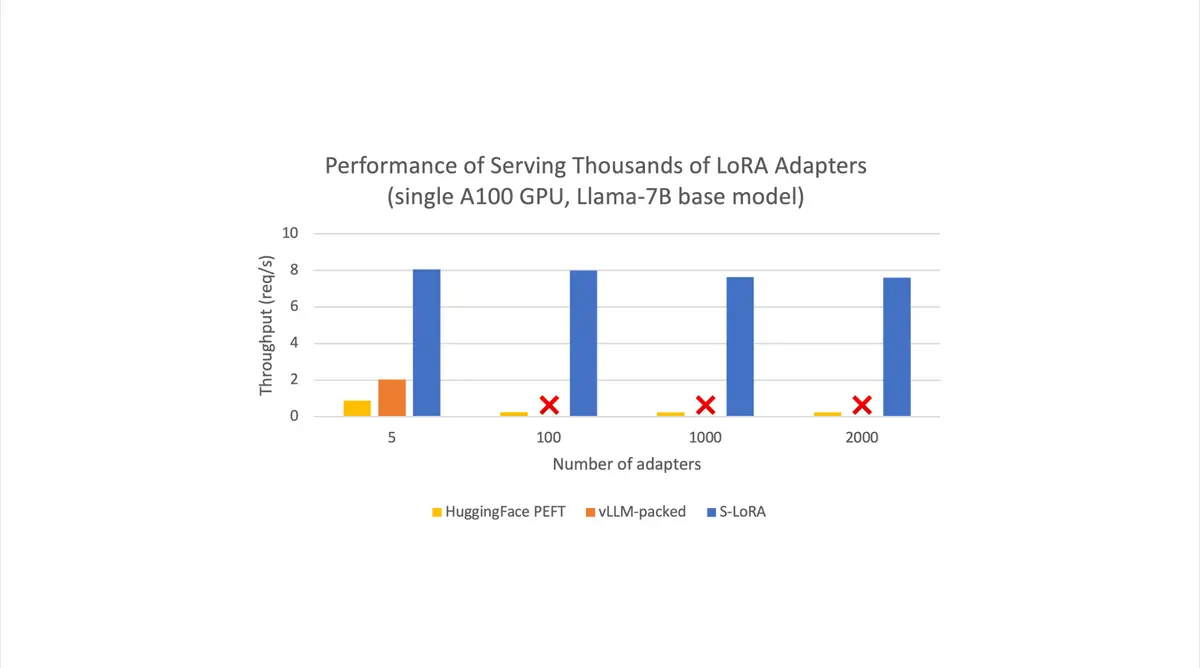 Performance of Serving Thousands of LoRA Adapters
(single A100 GPU, Llama-7B base model)
Throughput (req/s)
10
8
6
4
2
0
5 100 1000 2000
Number of adapters
HuggingFace PEFT vLLM-packed S-LoRA